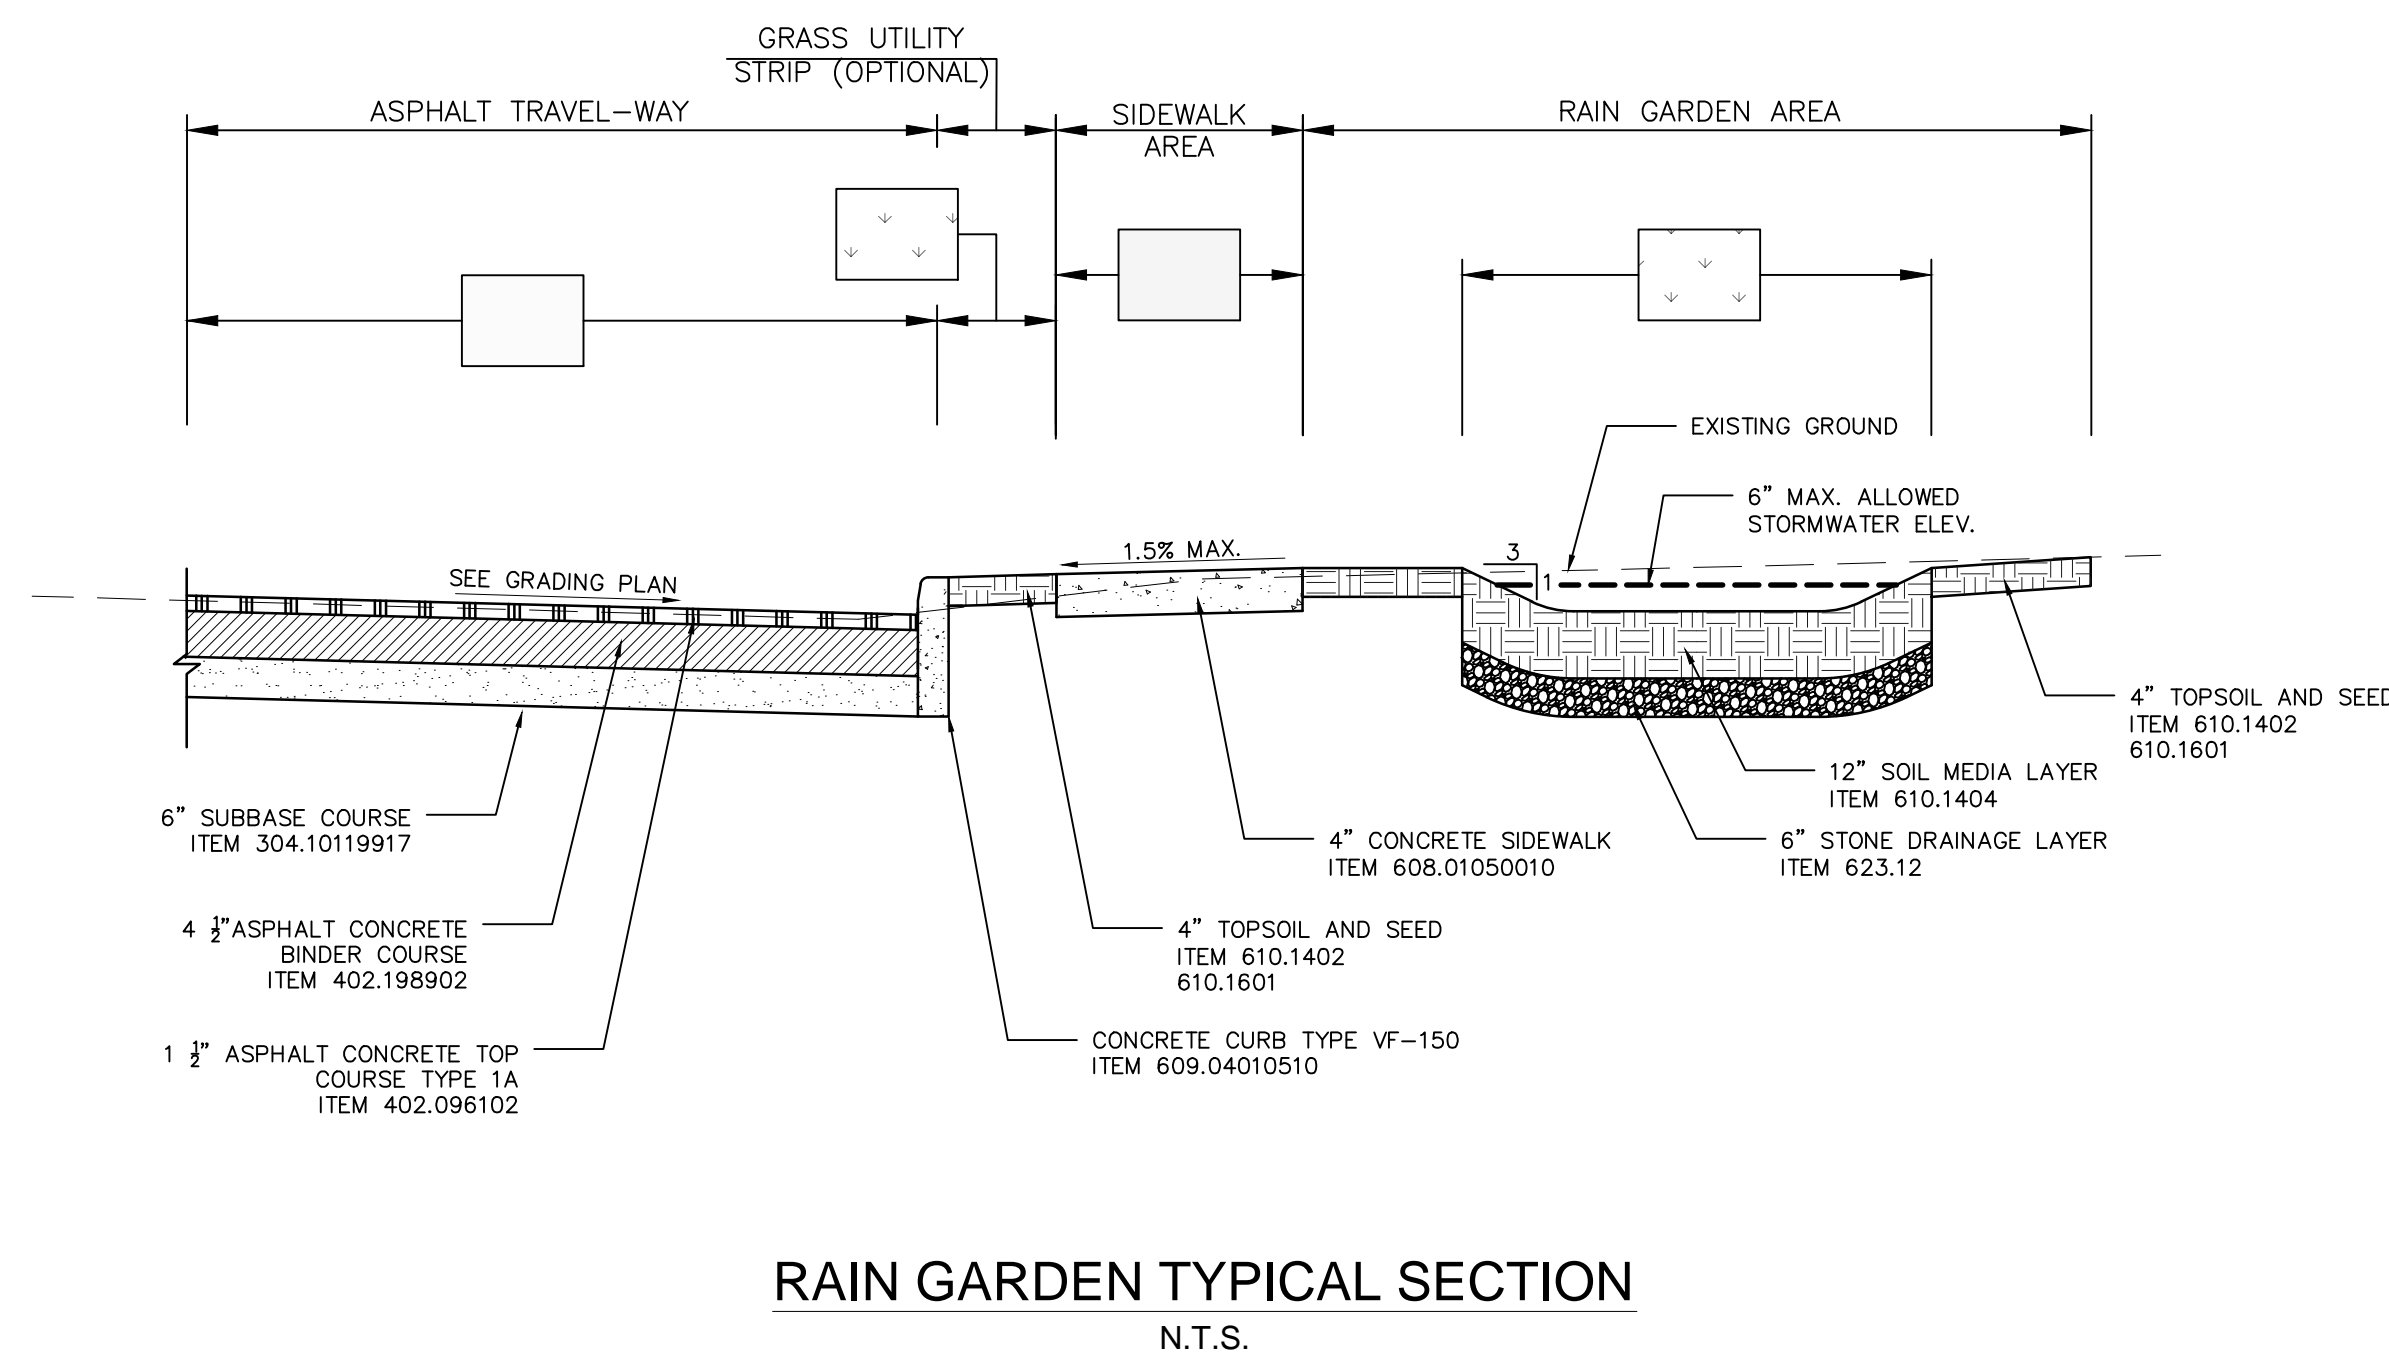 GRASS UTILITY
STRIP (OPTIONAL)
ASPHALT TRAVEL-WAY
SIDEWALK
AREA
RAIN GARDEN AREA
EXISTING GROUND
6” MAX. ALLOWED
STORMWATER ELEV.
1.5% MAX.
3
1
SEE GRADING PLAN
4” TOPSOIL AND SEED
ITEM 610.1402
610.1601
12” SOIL MEDIA LAYER
ITEM 610.1404
6” SUBBASE COURSE
ITEM 304.10119917
4” CONCRETE SIDEWALK
ITEM 608.01050010
6” STONE DRAINAGE LAYER
ITEM 623.12
4 ½”ASPHALT CONCRETE
BINDER COURSE
ITEM 402.198902
4” TOPSOIL AND SEED
ITEM 610.1402
610.1601
1 ½” ASPHALT CONCRETE TOP
COURSE TYPE 1A
ITEM 402.096102
CONCRETE CURB TYPE VF-150
ITEM 609.04010510
RAIN GARDEN TYPICAL SECTION
N.T.S.